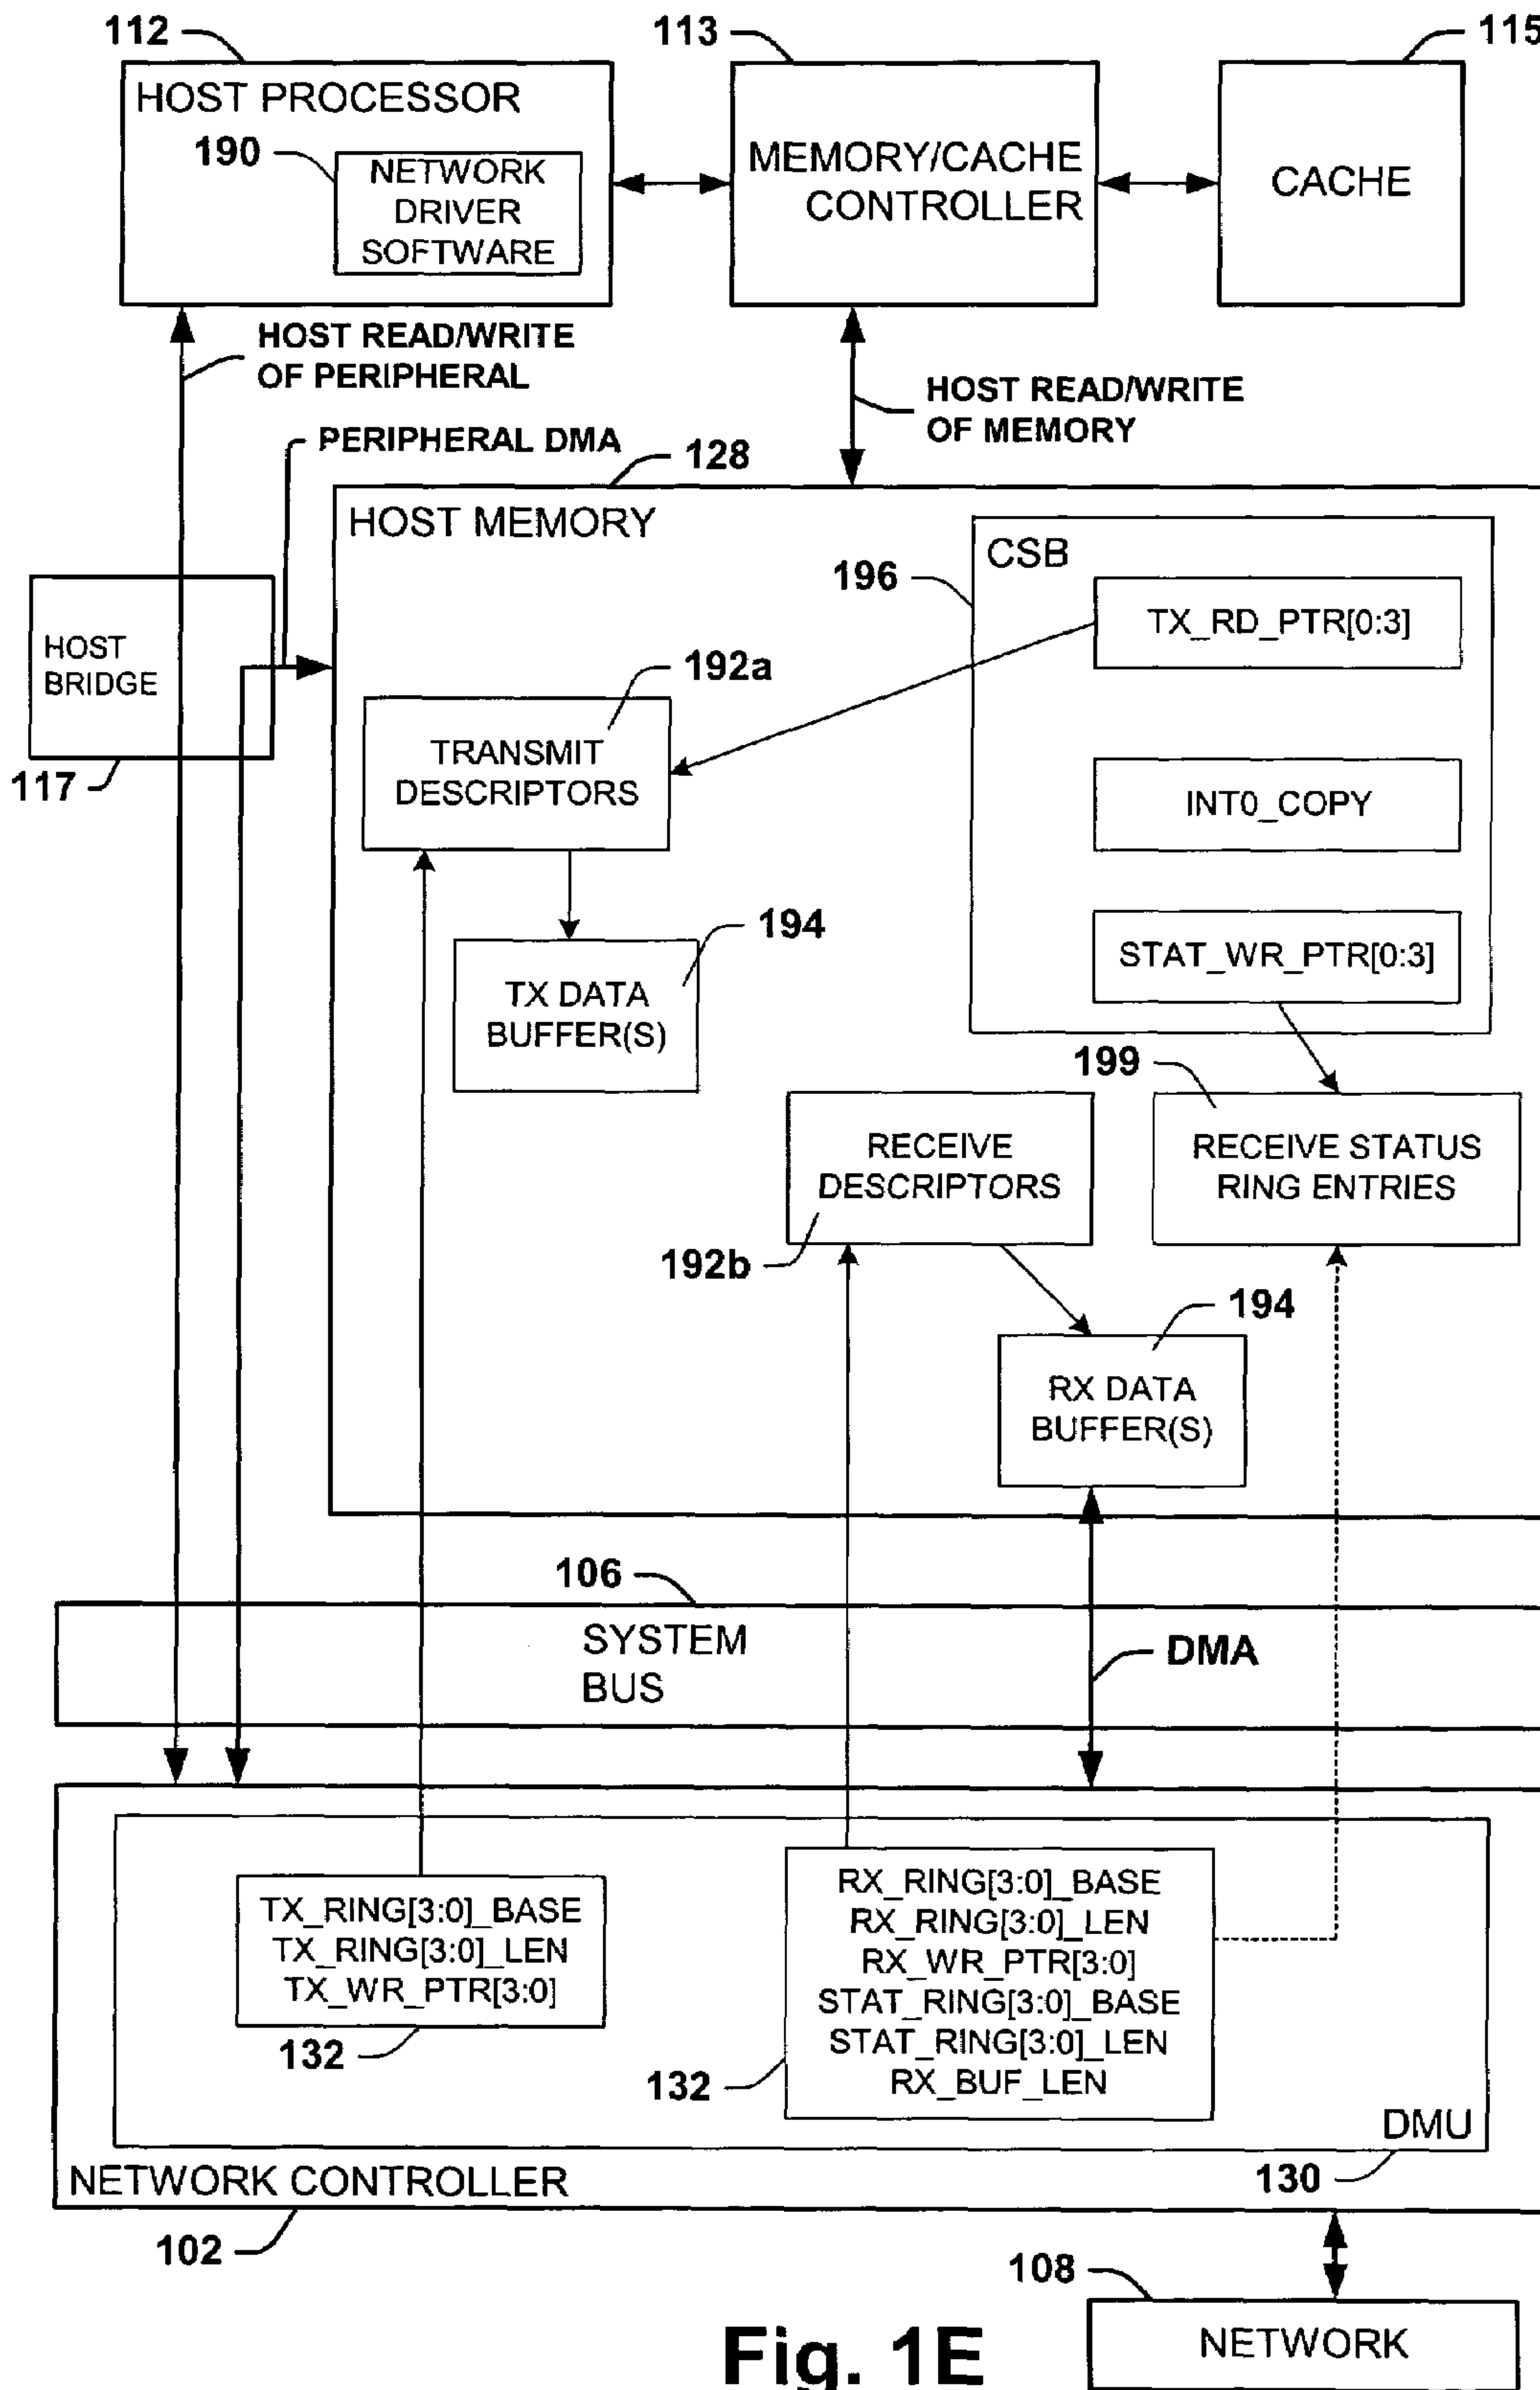 112
113
115
HOST PROCESSOR
190
NETWORK
DRIVER
SOFTWARE
MEMORY/CACHE
CONTROLLER
CACHE
HOST READ/WRITE
OF PERIPHERAL
HOST READ/WRITE
OF MEMORY
PERIPHERAL DMA
128
HOST MEMORY
CSB
196
TX_RD_PTR[0:3]
HOST
BRIDGE
117
192a
TRANSMIT
DESCRIPTORS
INT0_COPY
194
TX DATA
BUFFER(S)
STAT_WR_PTR[0:3]
199
RECEIVE
DESCRIPTORS
192b
RECEIVE STATUS
RING ENTRIES
194
RX DATA
BUFFER(S)
106
SYSTEM
BUS
DMA
TX_RING[3:0]_BASE
TX_RING[3:0]_LEN
TX_WR_PTR[3:0]
132
RX_RING[3:0]_BASE
RX_RING[3:0]_LEN
RX_WR_PTR[3:0]
STAT_RING[3:0]_BASE
STAT_RING[3:0]_LEN
RX_BUF_LEN
132
DMU
130
NETWORK CONTROLLER
102
108
NETWORK
Fig. 1E